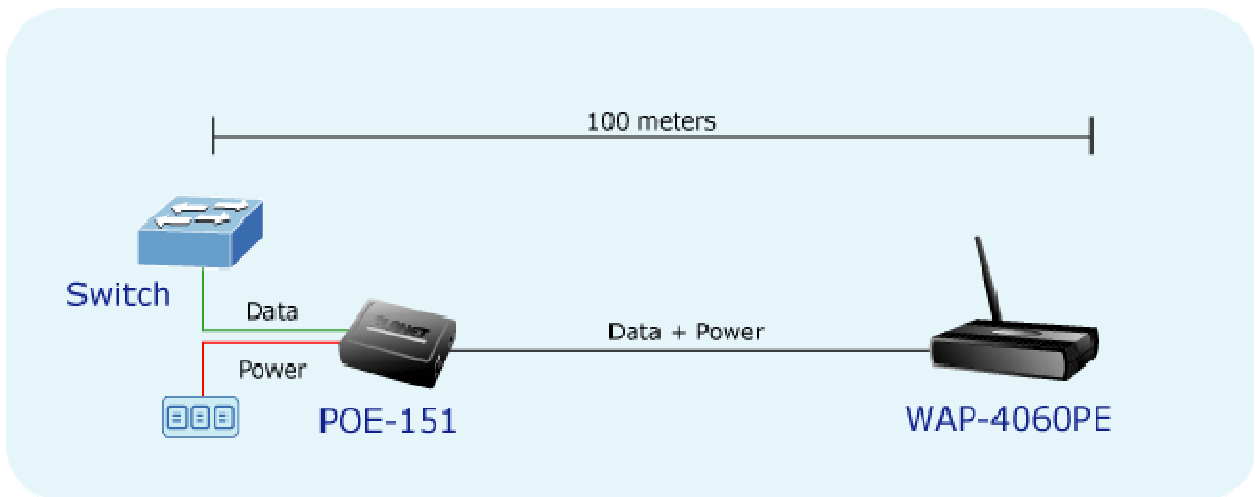 100 meters
Switch
Data
Data + Power
Power
POE-151
WAP-4060PE